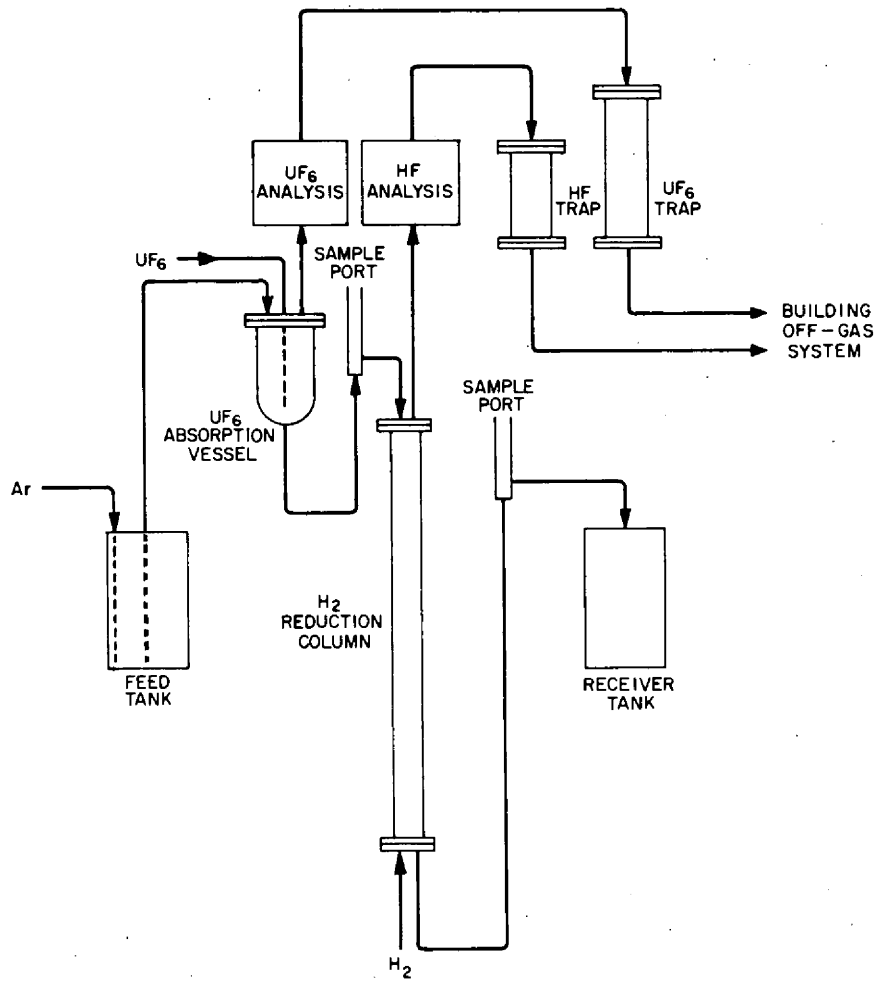 UF6
ANALYSIS
HF
ANALYSIS
HF
TRAP
UF6
TRAP
UF6
SAMPLE
PORT
BUILDING
OFF-GAS
SYSTEM
UF6
ABSORPTION
VESSEL
SAMPLE
PORT
Ar
H2
REDUCTION
COLUMN
FEED
TANK
RECEIVER
TANK
H2